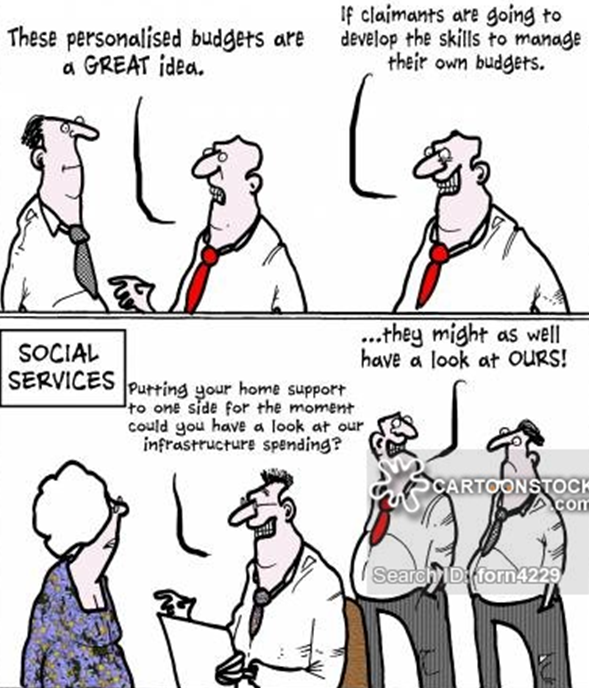 These personalised budgets are
a GREAT idea.
If claimants are going to
develop the skills to manage
their own budgets.
SOCIAL
SERVICES
Putting your home support
to one side for the moment
could you have a look at our
infrastructure spending?
...they might as well
have a look at OURS!
CARTOONSTOCK
.com
Search ID: forn4229